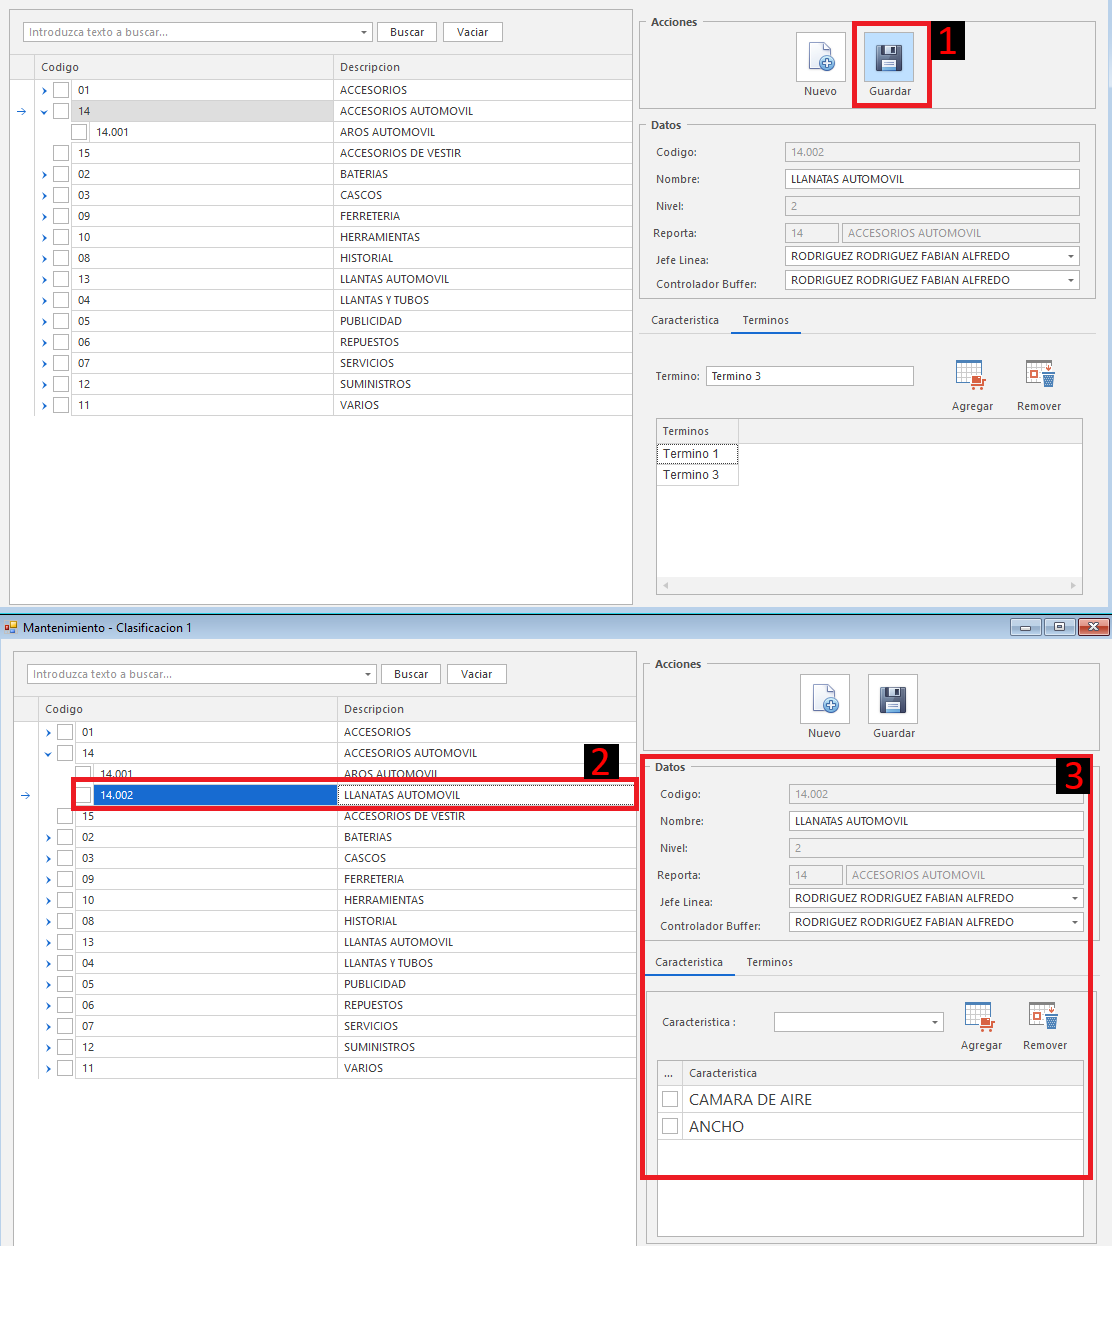 Introduzca texto a buscar...
Buscar
Vaciar
Codigo Descripcion
01 ACCESORIOS
14 ACCESORIOS AUTOMOVIL
14.001 AROS AUTOMOVIL
15 ACCESORIOS DE VESTIR
02 BATERIAS
03 CASCOS
09 FERRETERIA
10 HERRAMIENTAS
08 HISTORIAL
13 LLANTAS AUTOMOVIL
04 LLANTAS Y TUBOS
05 PUBLICIDAD
06 REPUESTOS
07 SERVICIOS
12 SUMINISTROS
11 VARIOS
Acciones
1
Nuevo Guardar
Datos
Codigo: 14.002
Nombre: LLANATAS AUTOMOVIL
Nivel: 2
Reporta: 14 ACCESORIOS AUTOMOVIL
Jefe Linea: RODRIGUEZ RODRIGUEZ FABIAN ALFREDO
Controlador Buffer: RODRIGUEZ RODRIGUEZ FABIAN ALFREDO
Caracteristica Terminos
Termino: Termino 3
Agregar Remover
Terminos
Termino 1
Termino 3
Mantenimiento - Clasificacion 1
Introduzca texto a buscar...
Buscar
Vaciar
Codigo Descripcion
01 ACCESORIOS
14 ACCESORIOS AUTOMOVIL
2
14.001 AROS AUTOMOVIL
14.002 LLANATAS AUTOMOVIL
15 ACCESORIOS DE VESTIR
02 BATERIAS
03 CASCOS
09 FERRETERIA
10 HERRAMIENTAS
08 HISTORIAL
13 LLANTAS AUTOMOVIL
04 LLANTAS Y TUBOS
05 PUBLICIDAD
06 REPUESTOS
07 SERVICIOS
12 SUMINISTROS
11 VARIOS
Acciones
Nuevo Guardar
Datos
3
Codigo: 14.002
Nombre: LLANATAS AUTOMOVIL
Nivel: 2
Reporta: 14 ACCESORIOS AUTOMOVIL
Jefe Linea: RODRIGUEZ RODRIGUEZ FABIAN ALFREDO
Controlador Buffer: RODRIGUEZ RODRIGUEZ FABIAN ALFREDO
Caracteristica Terminos
Caracteristica :
Agregar Remover
... Caracteristica
CAMARA DE AIRE
ANCHO